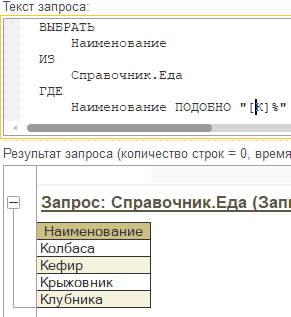 Текст запроса:
ВЫБРАТЬ
Наименование
ИЗ
Справочник.Еда
ГДЕ
Наименование ПОДОБНО "[К]%"
Результат запроса (количество строк = 0, время
Запрос: Справочник.Еда (Запи
Наименование
Колбаса
Кефир
Крыжовник
Клубника